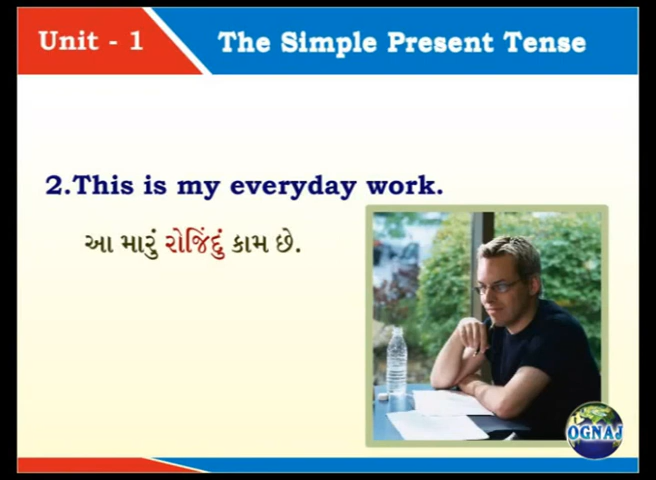 Unit - 1
The Simple Present Tense
2.This is my everyday work.
આ મારું રોજિંદું કામ છે.
OGNAJ